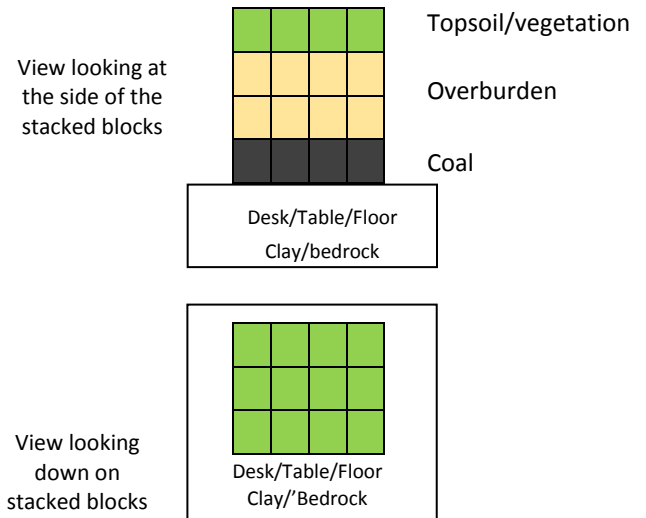 Topsoil/vegetation
View looking at
the side of the
stacked blocks
Overburden
Coal
Desk/Table/Floor
Clay/bedrock
View looking
down on
stacked blocks
Desk/Table/Floor
Clay/'Bedrock